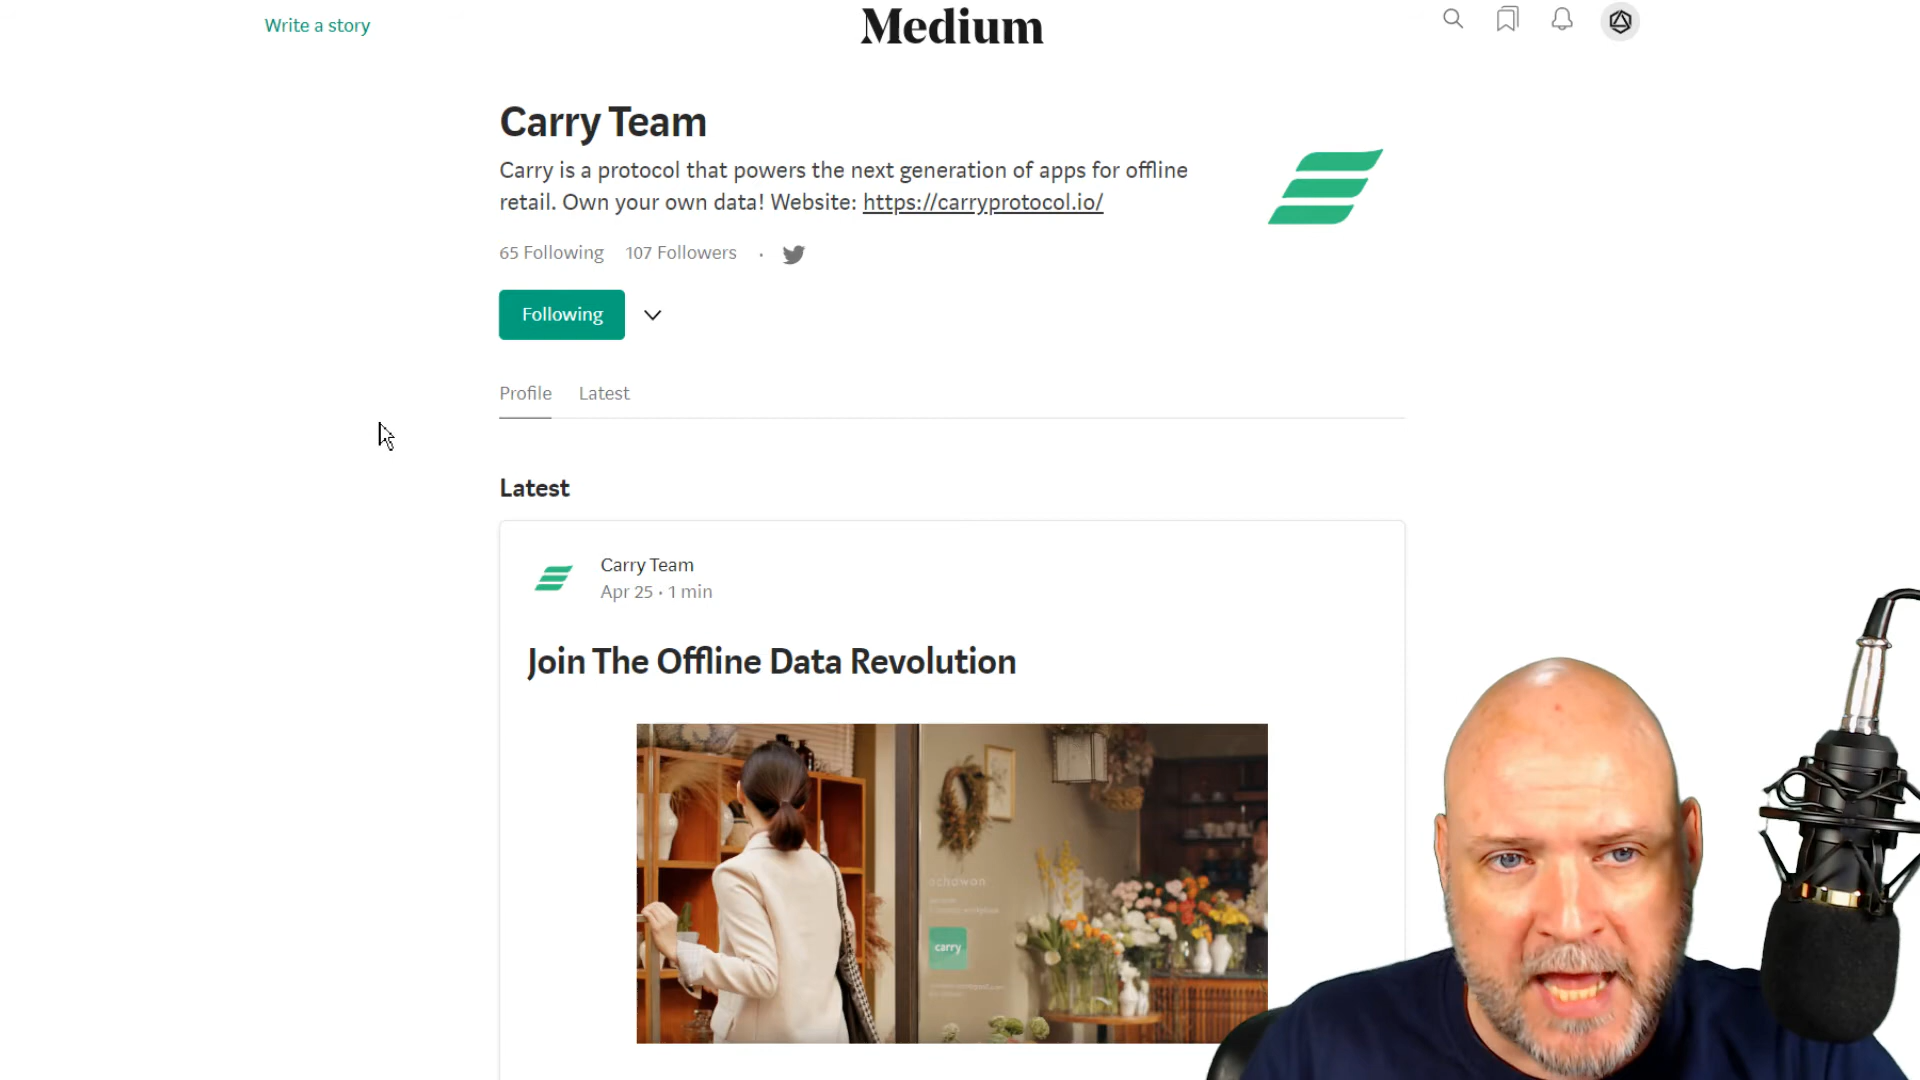 Write a story
Medium
Carry Team
Carry is a protocol that powers the next generation of apps for offline
retail. Own your own data! Website: https://carryprotocol.io/
65 Following 107 Followers ·
Following
Profile Latest
Latest
Carry Team
Apr 25 · 1 min
Join The Offline Data Revolution
carry